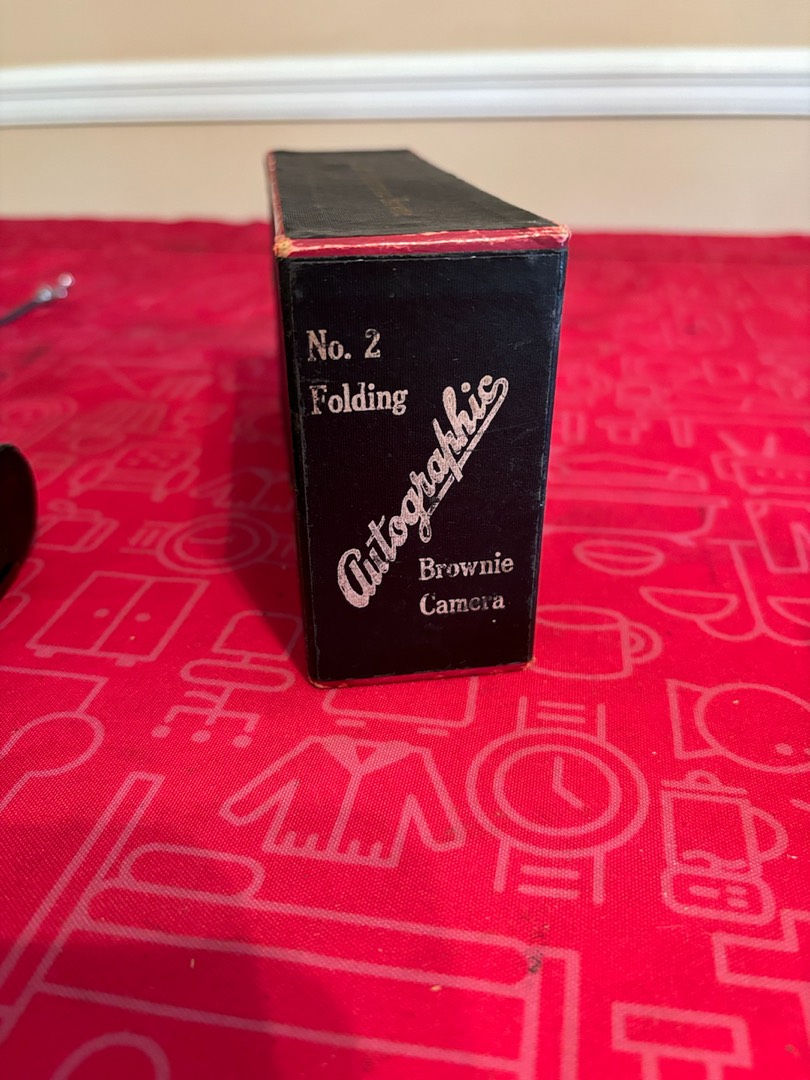 No. 2
Folding
Autographic
Brownie
Camera